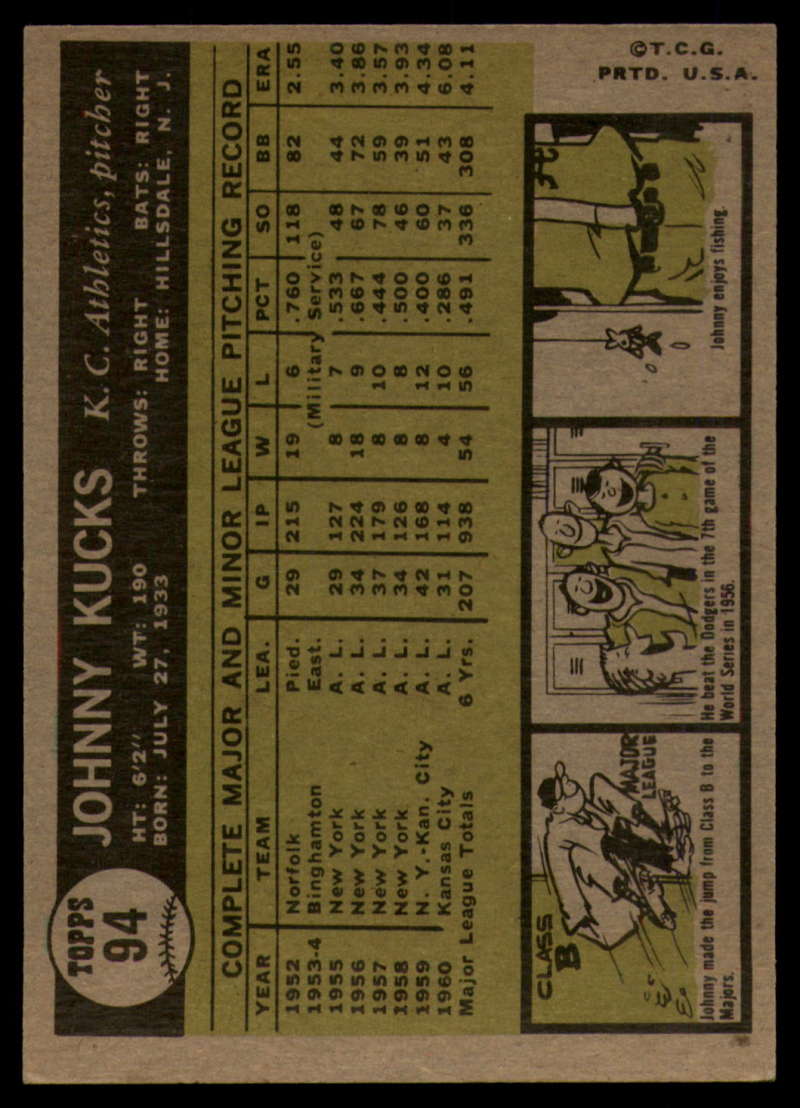 TOPPS
94
JOHNNY KUCKS K. C. Athletics, pitcher
HT: 6'2" WT: 190 THROWS: RIGHT BATS: RIGHT
BORN: JULY 27, 1933 HOME: HILLSDALE, N. J.
COMPLETE MAJOR AND MINOR LEAGUE PITCHING RECORD
YEAR TEAM LEA. G IP W L PCT SO BB ERA
1952 Norfolk Pied. 29 215 19 6 .760 118 82 2.55
1953-4 Binghamton East. (Military Service)
1955 New York A. L. 29 127 8 7 .533 48 44 3.40
1956 New York A. L. 34 224 18 9 .667 67 72 3.86
1957 New York A. L. 37 179 8 10 .444 78 59 3.57
1958 New York A. L. 34 126 8 8 .500 46 39 3.93
1959 N. Y.-Kan. City A. L. 42 168 8 12 .400 60 51 4.34
1960 Kansas City A. L. 31 114 4 10 .286 37 43 6.08
Major League Totals 6 Yrs. 207 938 54 56 .491 336 308 4.11
CLASS
B
MAJOR
LEAGUE
Johnny made the jump from Class B to the
Majors.
He beat the Dodgers in the 7th game of the
World Series in 1956.
Johnny enjoys fishing.
©T.C.G.
PRTD. U.S.A.